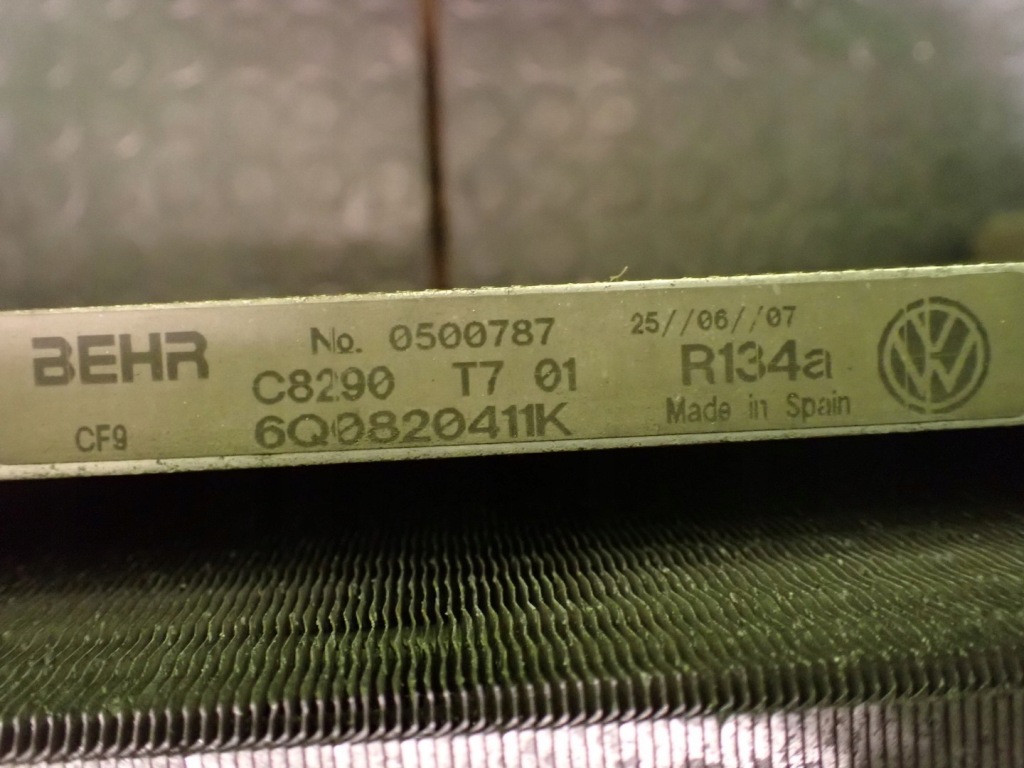 BEHR
No. 0500787
C8290 T7 01
6Q0820411K
CF9
25//06//07
R134a
Made in Spain